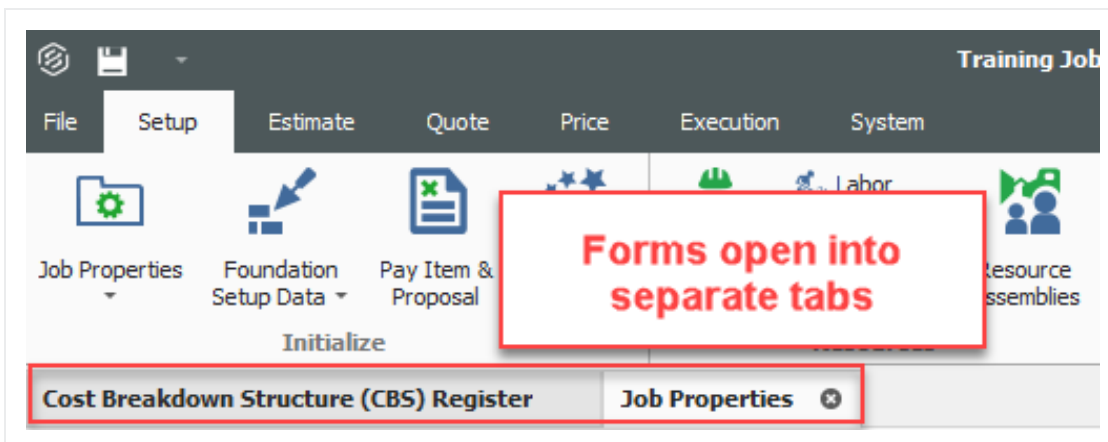 Training Job
File Setup Estimate Quote Price Execution System
Labor
Job Properties Foundation Setup Data Pay Item & Proposal
Resource Assemblies
Forms open into
separate tabs
Initialize
Cost Breakdown Structure (CBS) Register Job Properties